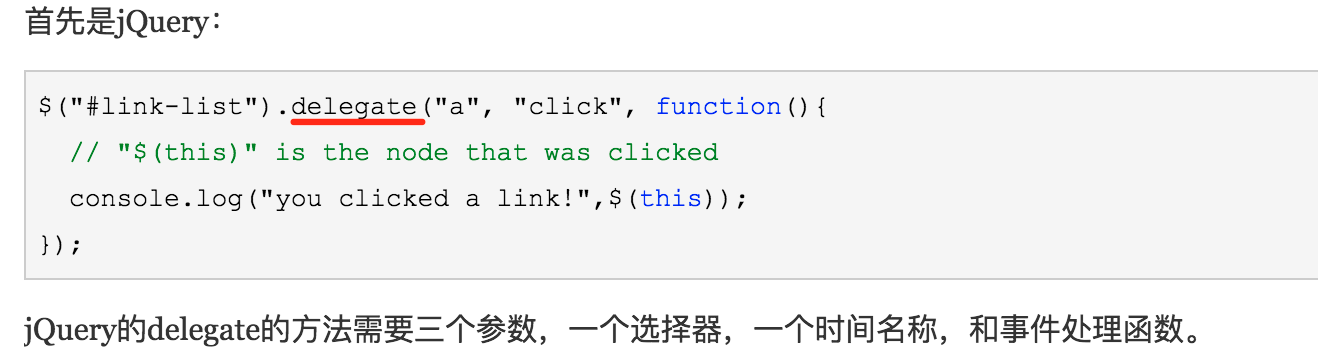 首先是jQuery：
$("#link-list").delegate("a", "click", function(){
// "$(this)" is the node that was clicked
console.log("you clicked a link!",$(this));
});
jQuery的delegate的方法需要三个参数，一个选择器，一个时间名称，和事件处理函数。